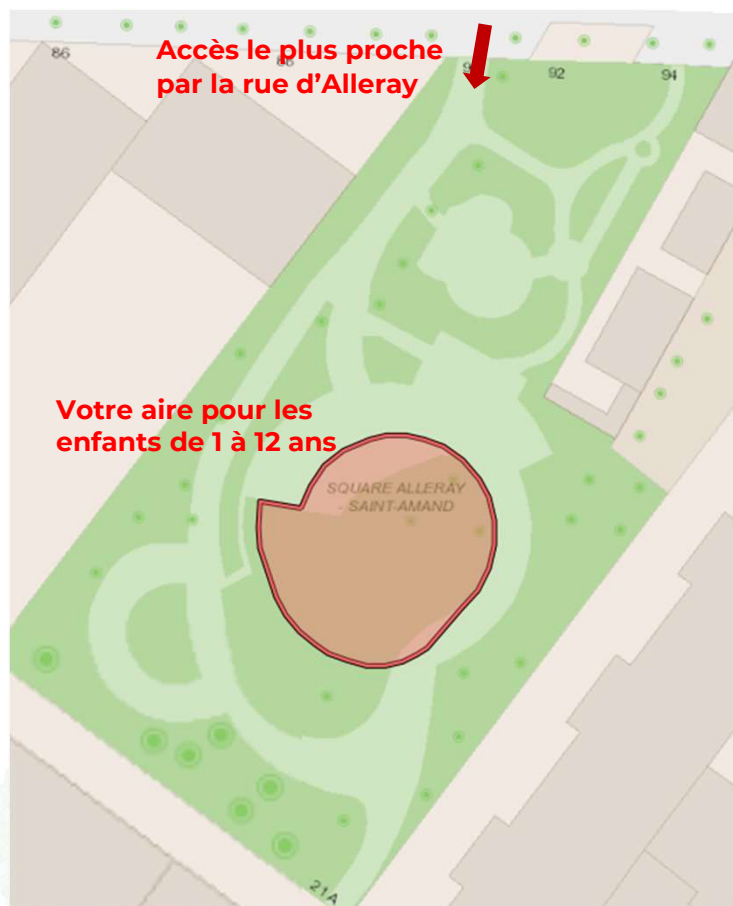 86
Accès le plus proche
par la rue d'Alleray
88
92
94
Votre aire pour les
enfants de 1 à 12 ans
SQUARE ALLERAY
- SAINT-AMAND
21A